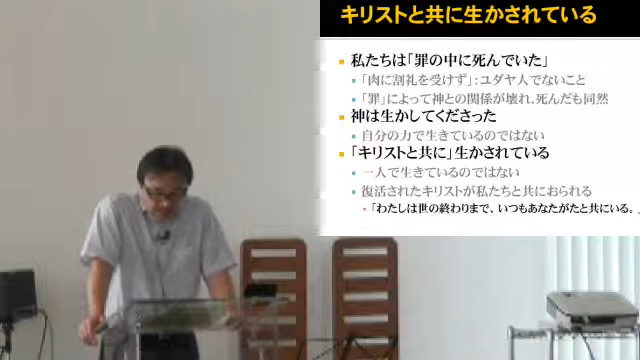 キリストと共に生かされている
私たちは「罪の中に死んでいた」
「肉に割礼を受けず」：ユダヤ人でないこと
「罪」によって神との関係が壊れ、死んだも同然
神は生かしてくださった
自分の力で生きているのではない
「キリストと共に」生かされている
一人で生きているのではない
復活されたキリストが私たちと共におられる
「わたしは世の終わりまで、いつもあなたがたと共にいる。」